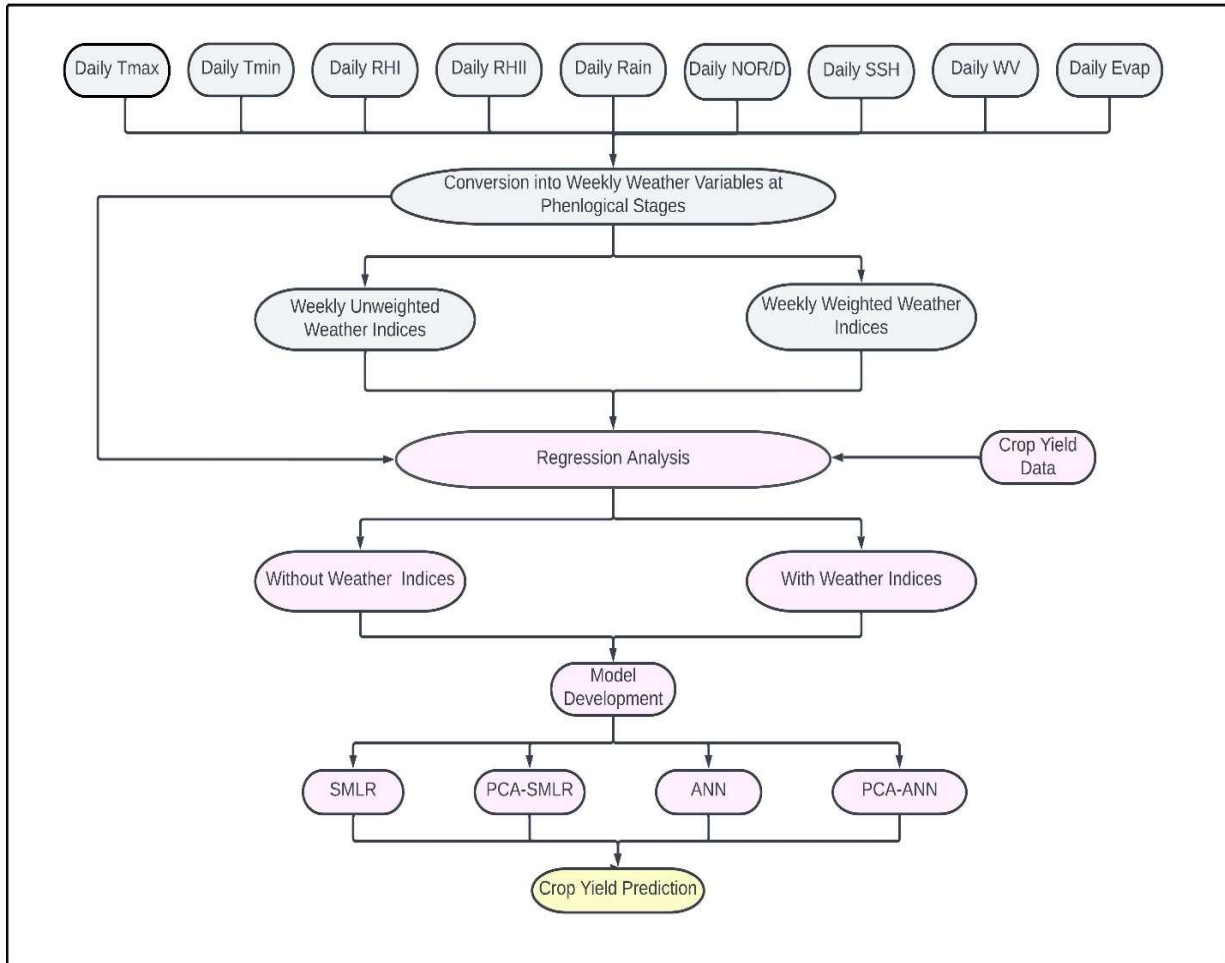 Daily Tmax
Daily Tmin
Daily RHI
Daily RHII
Daily Rain
Daily NOR/D
Daily SSH
Daily WV
Daily Evap
Conversion into Weekly Weather Variables at
Phenlogical Stages
Weekly Unweighted
Weather Indices
Weekly Weighted Weather
Indices
Regression Analysis
Crop Yield
Data
Without Weather Indices
With Weather Indices
Model
Development
SMLR
PCA-SMLR
ANN
PCA-ANN
Crop Yield Prediction